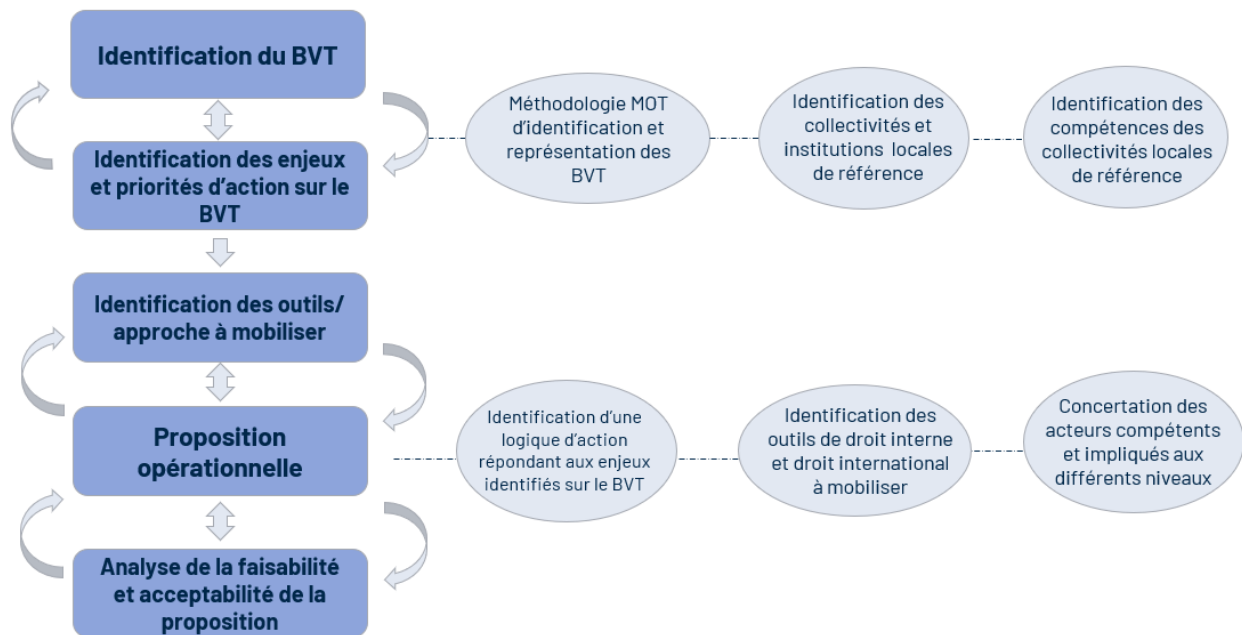 Identification du BVT
Identification des enjeux
et priorités d'action sur le
BVT
Méthodologie MOT
d'identification et
représentation des
BVT
Identification des
collectivités et
institutions locales
de référence
Identification des
compétences des
collectivités locales
de référence
Identification des outils/
approche à mobiliser
Proposition
opérationnelle
Identification d'une
logique d'action
répondant aux enjeux
identifiés sur le BVT
Identification des
outils de droit interne
et droit international
à mobiliser
Concertation des
acteurs compétents
et impliqués aux
différents niveaux
Analyse de la faisabilité
et acceptabilité de la
proposition